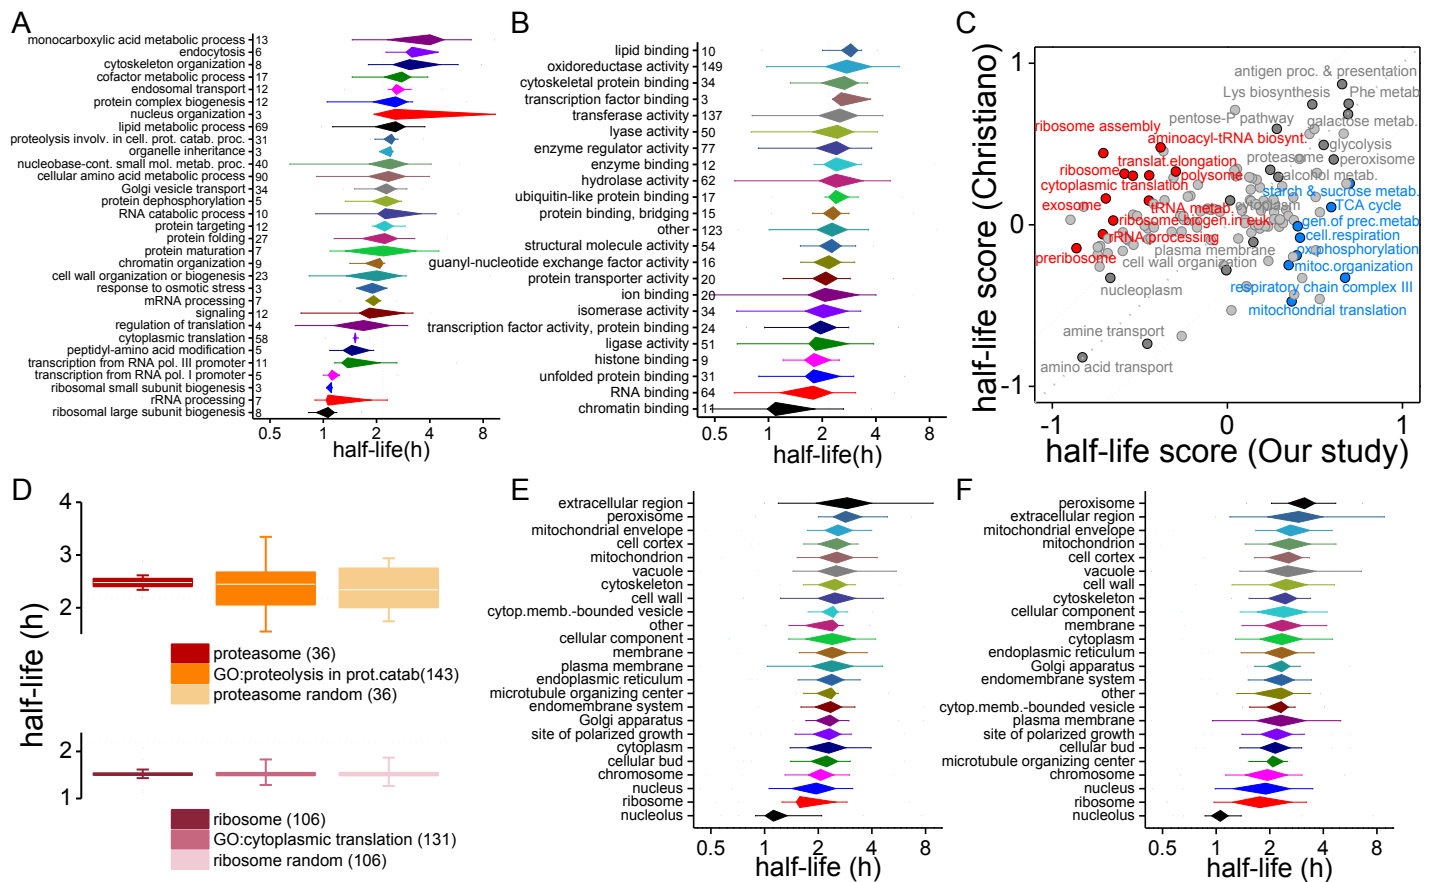 A
monocarboxylic acid metabolic process 13
endocytosis 6
cytoskeleton organization 8
cofactor metabolic process 17
endosomal transport 12
protein complex biogenesis 12
nucleus organization 3
lipid metabolic process 69
proteolysis involv. in cell prot. catab. proc. 31
organelle inheritance 3
nucleobase-cont. small mol. metab. proc. 40
cellular amino acid metabolic process 90
Golgi vesicle transport 34
protein dephosphorylation 5
RNA catabolic process 10
protein targeting 12
protein folding 27
protein maturation 7
chromatin organization 9
cell wall organization or biogenesis 23
response to osmotic stress 3
mRNA processing 7
signaling 12
regulation of translation 4
cytoplasmic translation 58
peptidyl-amino acid modification 5
transcription from RNA pol. III promoter 11
transcription from RNA pol. I promoter 5
ribosomal small subunit biogenesis 3
rRNA processing 7
ribosomal large subunit biogenesis 8
0.5 1 2 4 8
half-life(h)
B
lipid binding 10
oxidoreductase activity 149
cytoskeletal protein binding 34
transcription factor binding 3
transferase activity 137
lyase activity 50
enzyme regulator activity 77
enzyme binding 12
hydrolase activity 62
ubiquitin-like protein binding 17
protein binding, bridging 15
other 123
structural molecule activity 54
guanyl-nucleotide exchange factor activity 16
protein transporter activity 20
ion binding 20
isomerase activity 34
transcription factor activity, protein binding 24
ligase activity 51
histone binding 9
unfolded protein binding 31
RNA binding 64
chromatin binding 11
0.5 1 2 4 8
half-life(h)
C
half-life score (Christiano)
1
0
-1
antigen proc. & presentation
Lys biosynthesis
Phe metab
pentose-P pathway
galactose metab.
ribosome assembly
aminoacyl-tRNA biosynt.
glycolysis
translat.elongation
proteasome
peroxisome
ribosome
polysome
alcohol metab.
cytoplasmic translation
starch & sucrose metab.
exosome
tRNA metab.
cytoplasm
TCA cycle
ribosome biogen.in euk.
gen.of prec.metab
rRNA processing
cell.respiration
plasma membrane
ox.phosphorylation
preribosome
cell wall organization
mitoc.organization
nucleoplasm
respiratory chain complex III
mitochondrial translation
amine transport
amino acid transport
-1 0 1
half-life score (Our study)
D
half-life (h)
4
3
2
proteasome (36)
GO:proteolysis in prot.catab(143)
proteasome random (36)
2
1
ribosome (106)
GO:cytoplasmic translation (131)
ribosome random (106)
E
extracellular region
peroxisome
mitochondrial envelope
cell cortex
mitochondrion
vacuole
cytoskeleton
cell wall
cytop.memb.-bounded vesicle
other
cellular component
membrane
plasma membrane
endoplasmic reticulum
microtubule organizing center
endomembrane system
Golgi apparatus
site of polarized growth
cytoplasm
cellular bud
chromosome
nucleus
ribosome
nucleolus
0.5 1 2 4 8
half-life (h)
F
peroxisome
extracellular region
mitochondrial envelope
mitochondrion
cell cortex
vacuole
cell wall
cytoskeleton
cellular component
membrane
cytoplasm
endoplasmic reticulum
Golgi apparatus
endomembrane system
other
cytop.memb.-bounded vesicle
plasma membrane
site of polarized growth
cellular bud
microtubule organizing center
chromosome
nucleus
ribosome
nucleolus
0.5 1 2 4 8
half-life (h)